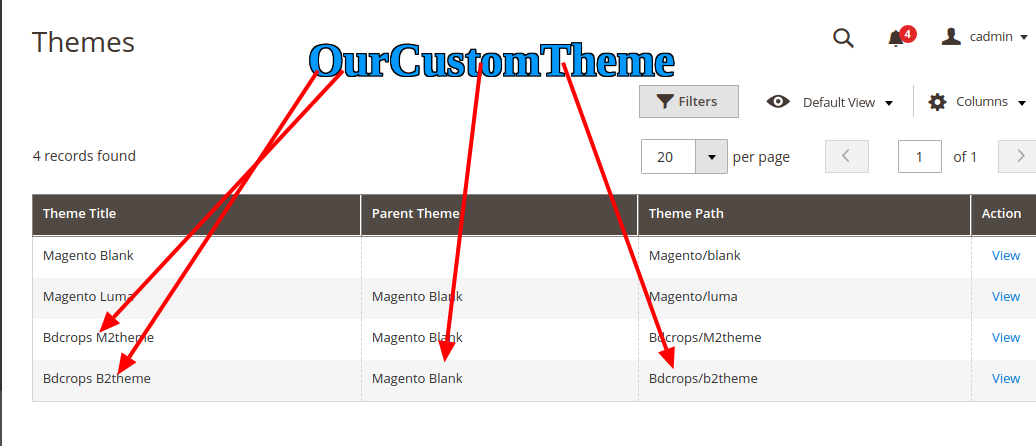 Themes
OurCustomTheme
4
cadmin
Filters
Default View
Columns
4 records found
20
per page
1
of 1
Theme Title Parent Theme Theme Path Action
Magento Blank Magento/blank View
Magento Luma Magento Blank Magento/luma View
Bdcrops M2theme Magento Blank Bdcrops/M2theme View
Bdcrops B2theme Magento Blank Bdcrops/b2theme View